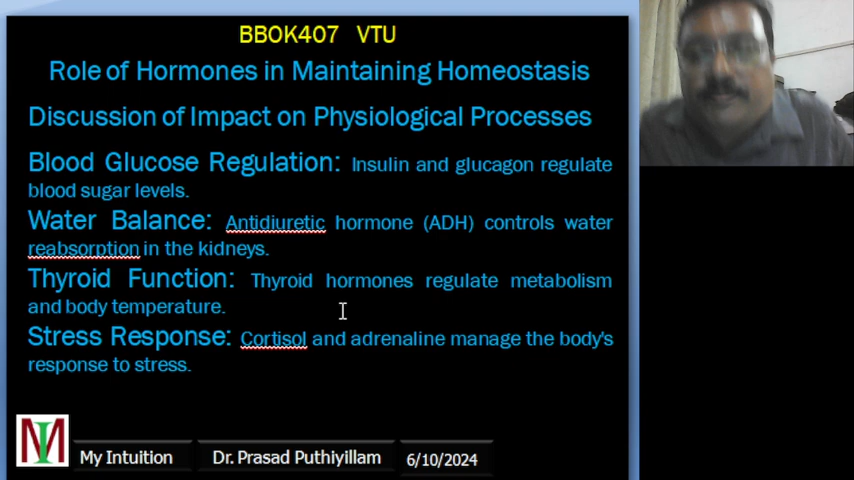 BBOK407 VTU
Role of Hormones in Maintaining Homeostasis
Discussion of Impact on Physiological Processes
Blood Glucose Regulation: Insulin and glucagon regulate
blood sugar levels.
Water Balance: Antidiuretic hormone (ADH) controls water
reabsorption in the kidneys.
Thyroid Function: Thyroid hormones regulate metabolism
and body temperature.
Stress Response: Cortisol and adrenaline manage the body's
response to stress.
MI
My Intuition
Dr. Prasad Puthiyillam
6/10/2024